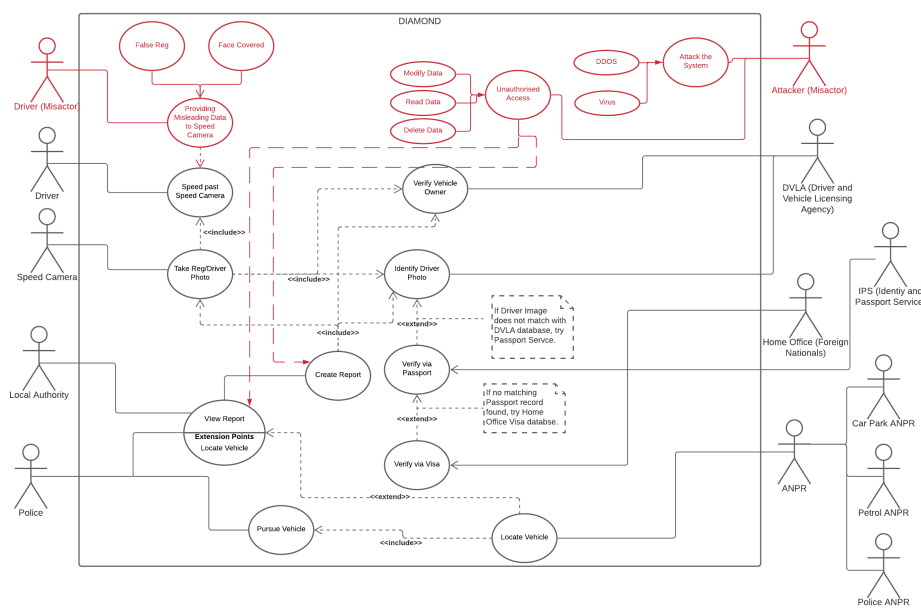 DIAMOND
False Reg
Face Covered
Driver (Misactor)
Providing
Misleading Data
to Speed
Camera
Modify Data
Read Data
Delete Data
Unauthorised
Access
DDOS
Virus
Attack the
System
Attacker (Misactor)
Driver
Speed past
Speed Camera
Verify Vehicle
Owner
DVLA (Driver and
Vehicle Licensing
Agency)
<<include>>
Speed Camera
Take Reg/Driver
Photo
<<include>>
Identify Driver
Photo
IPS (Identiy and
Passport Service
<<extend>>
If Driver Image
does not match with
DVLA database, try
Passport Servce.
<<include>>
Home Office (Foreign
Nationals)
Local Authority
Create Report
Verify via
Passport
If no matching
Passport record
found, try Home
Office Visa databse.
<<extend>>
Car Park ANPR
VIew Report
Extension Points
Locate Vehicle
Verify via Visa
ANPR
<<extend>>
Police
Petrol ANPR
Pursue Vehicle
<<include>>
Locate Vehicle
Police ANPR